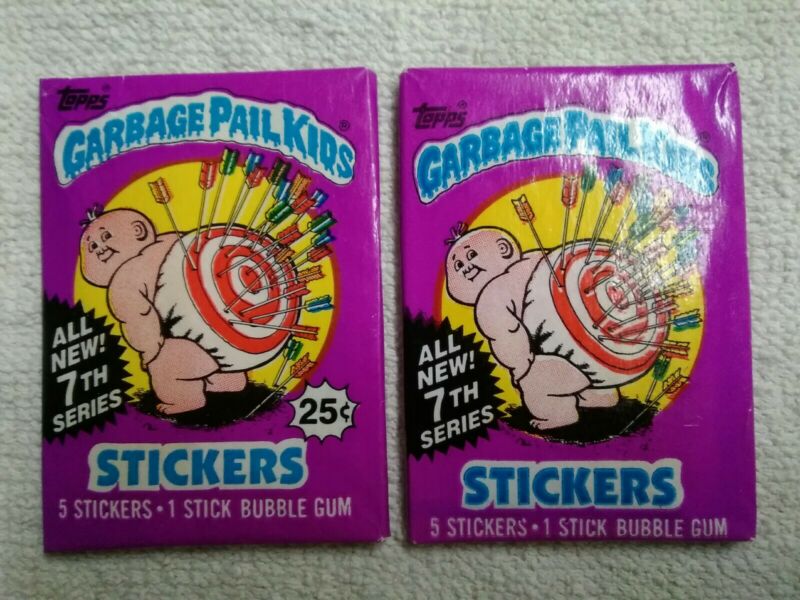 Topps
GARBAGE PAIL KIDS®
ALL
NEW!
7TH
SERIES
25¢
STICKERS
5 STICKERS • 1 STICK BUBBLE GUM
Topps
GARBAGE PAIL KIDS®
ALL
NEW!
7TH
SERIES
STICKERS
5 STICKERS • 1 STICK BUBBLE GUM